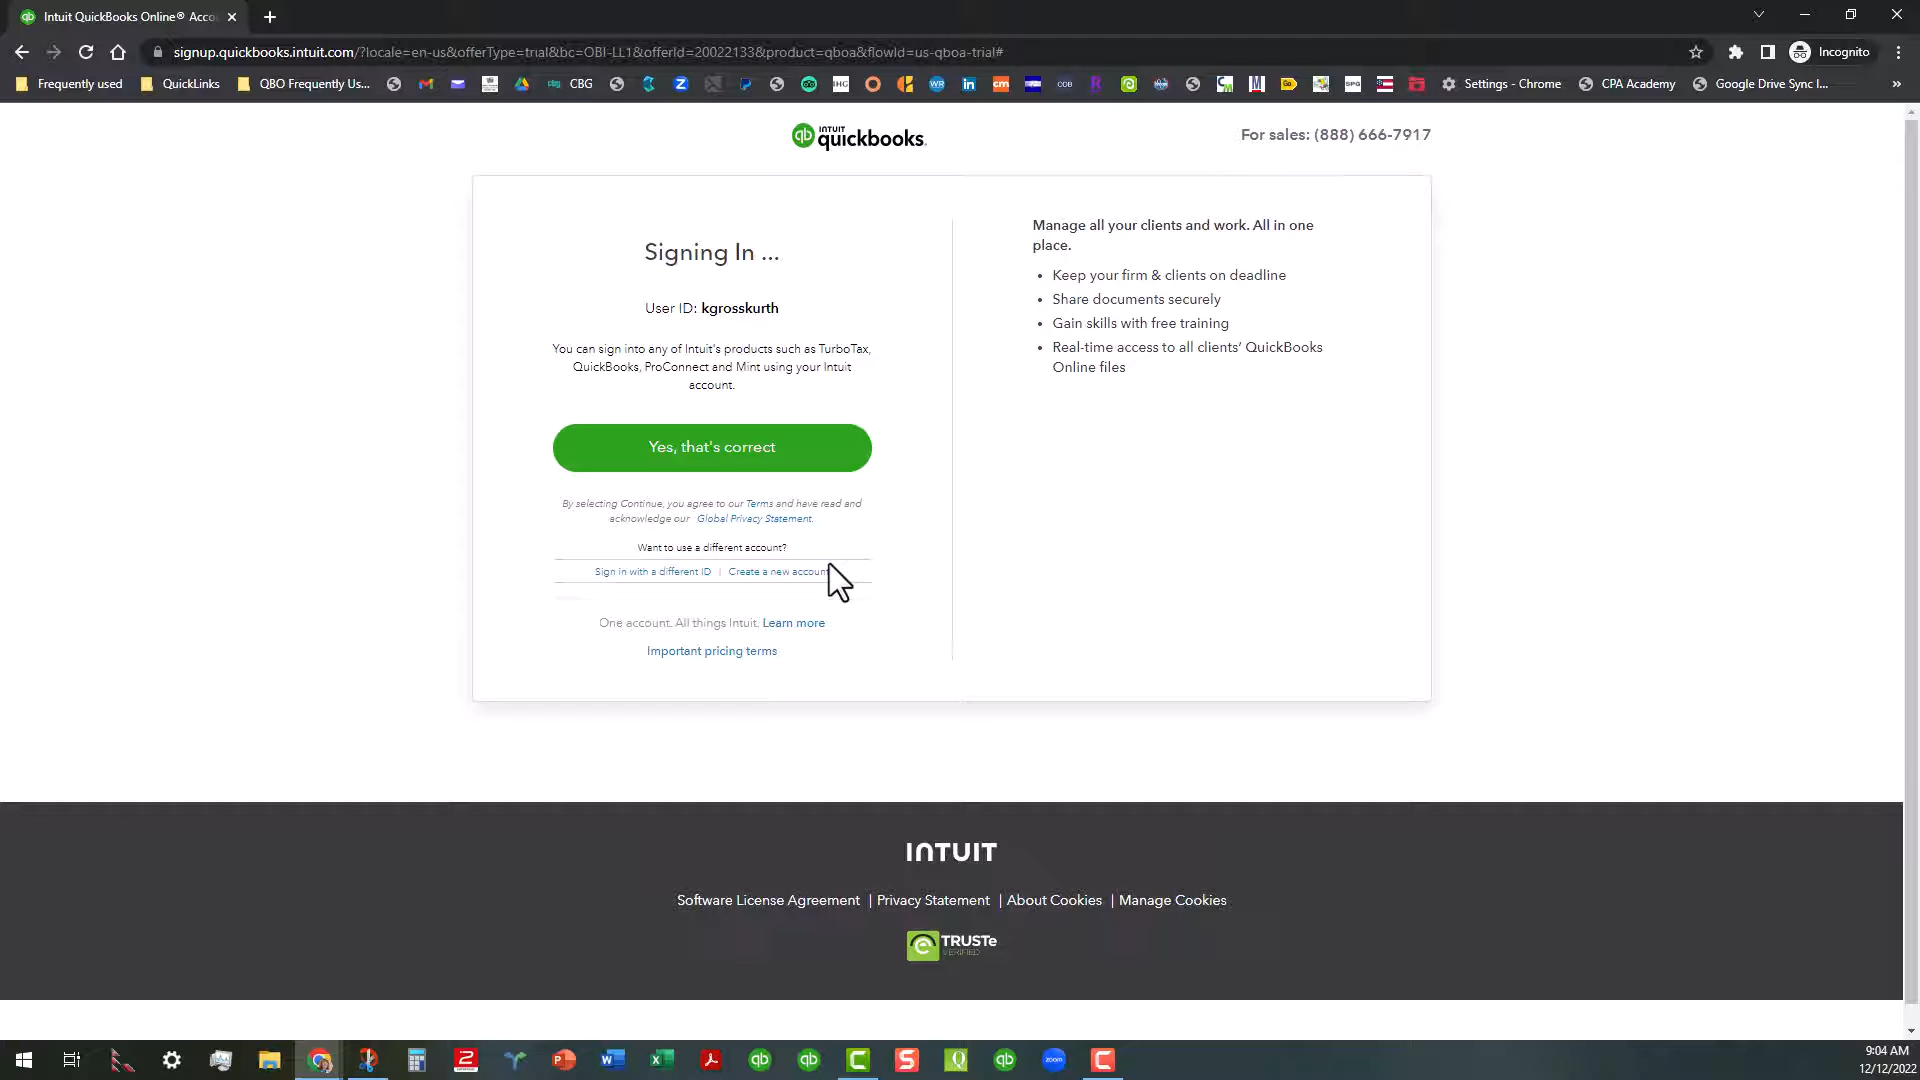 Intuit QuickBooks Online® Acco
signup.quickbooks.intuit.com/?locale=en-us&offerType=trial&bc=OBI-LL1&offerId=20022133&product=qboa&flowId=us-qboa-trial#
Incognito
Frequently used
QuickLinks
QBO Frequently Us...
CBG
Settings - Chrome
CPA Academy
Google Drive Sync I...
»
INTUIT
quickbooks.
For sales: (888) 666-7917
Signing In ...
User ID: kgrosskurth
You can sign into any of Intuit's products such as TurboTax,
QuickBooks, ProConnect and Mint using your Intuit
account.
Yes, that's correct
By selecting Continue, you agree to our Terms and have read and
acknowledge our Global Privacy Statement.
Want to use a different account?
Sign in with a different ID | Create a new account
One account. All things Intuit. Learn more
Important pricing terms
Manage all your clients and work. All in one
place.
• Keep your firm & clients on deadline
• Share documents securely
• Gain skills with free training
• Real-time access to all clients’ QuickBooks
Online files
INTUIT
Software License Agreement | Privacy Statement | About Cookies | Manage Cookies
TRUSTe
VERIFIED
9:04 AM
12/12/2022